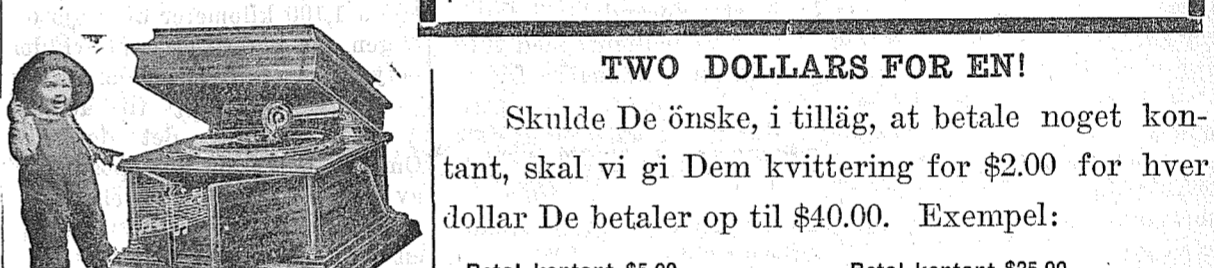 TWO DOLLARS FOR EN!
Skulde De önske, i tilläg, at betale noget kon-
tant, skal vi gi Dem kvittering for $2.00 for hver
dollar De betaler op til $40.00. Exempel: